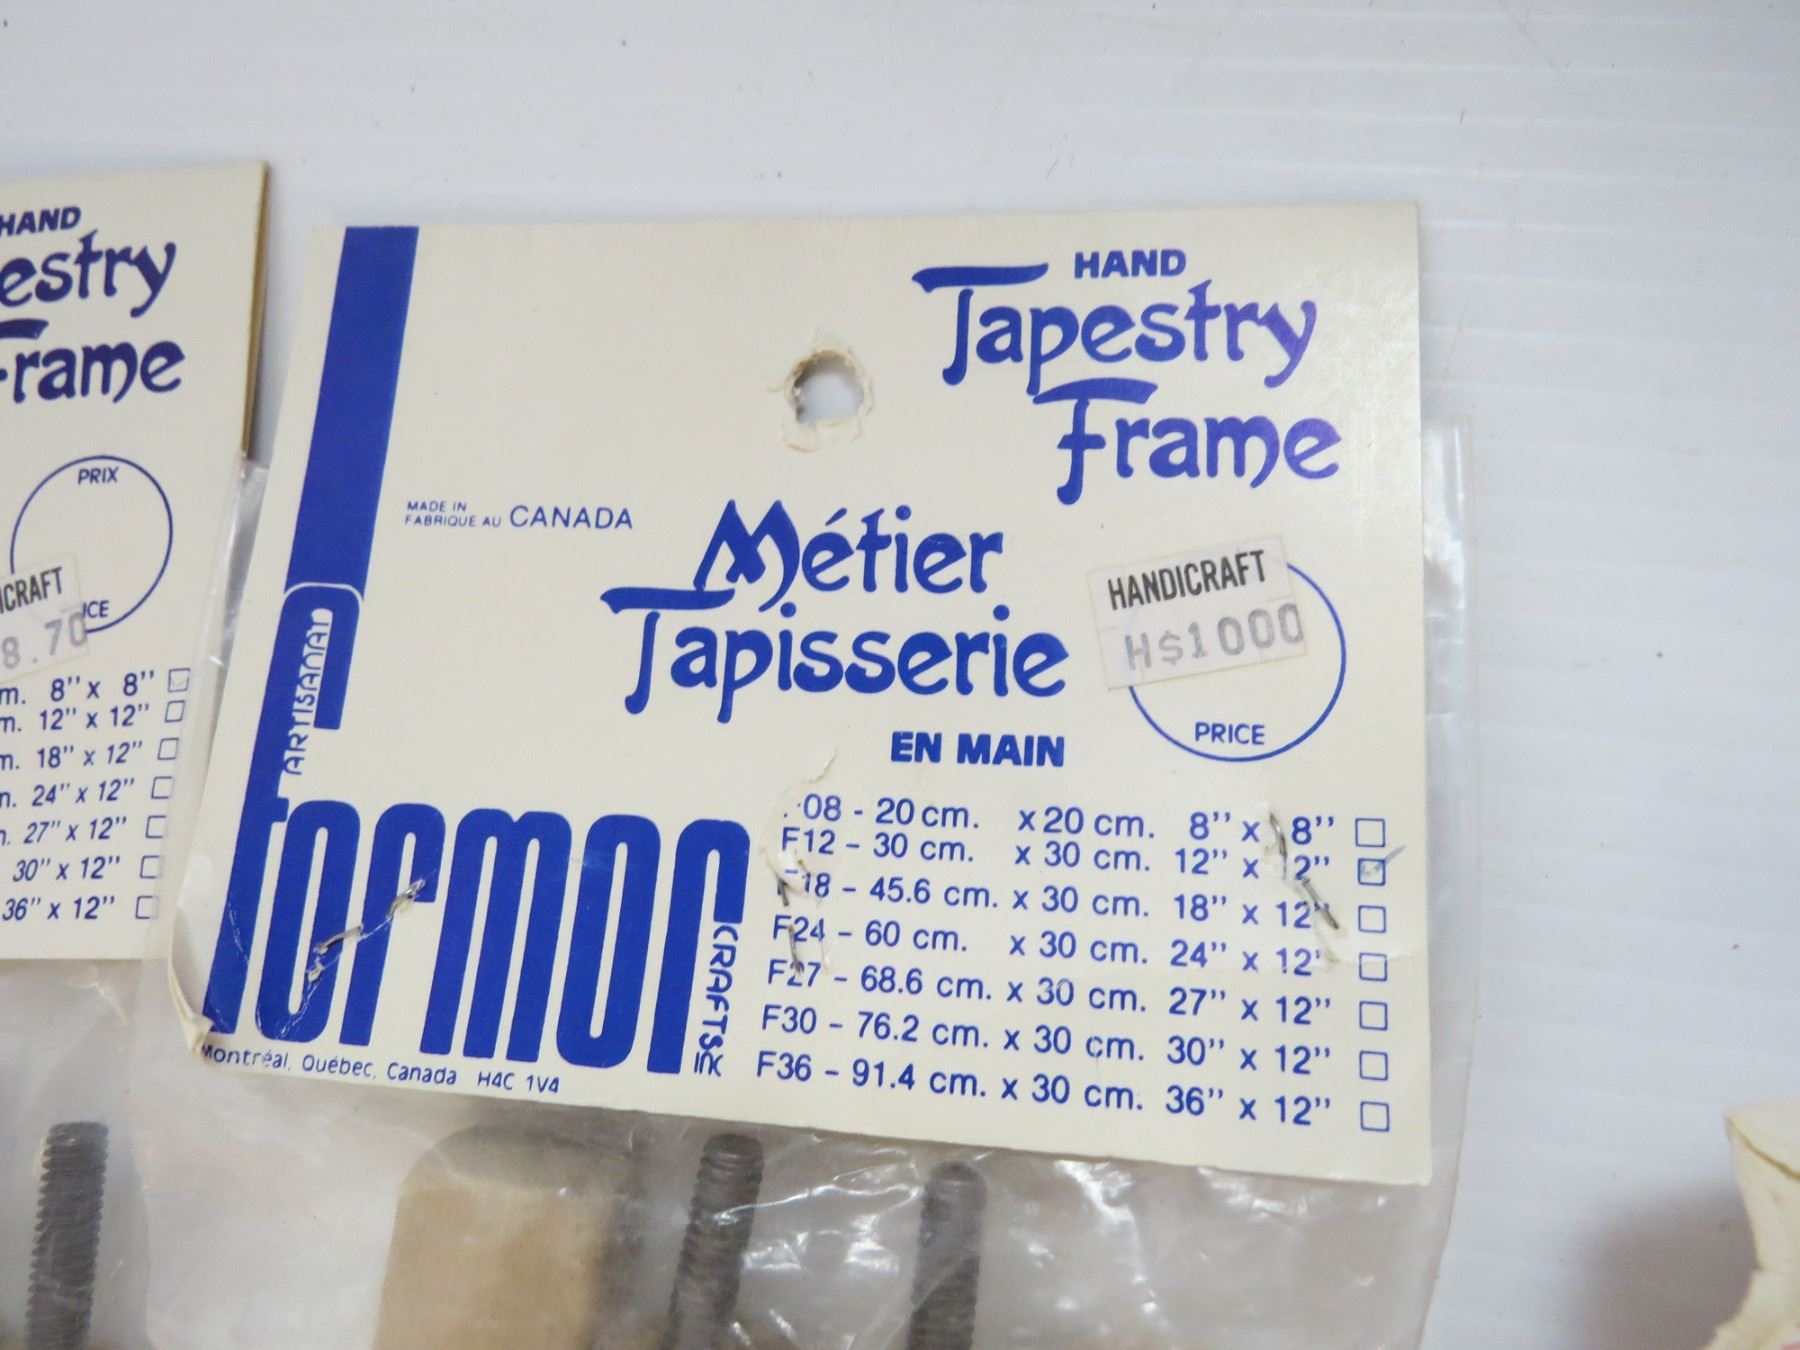 HAND
estry
Frame
PRIX
ICRAFT
ICE
8.70
m. 8" x 8"
m. 12" x 12"
m. 18" x 12"
n. 24" x 12"
27" x 12"
30" x 12"
36" x 12"
HAND
Tapestry
Frame
MADE IN
FABRIQUE AU CANADA
Métier
Tapisserie
EN MAIN
HANDICRAFT
H$1000
PRICE
ARTISANAT
Formor
CRAFTS
Montréal, Québec, Canada H4C 1V4
08 - 20 cm. x 20 cm. 8" x 8"
F12 - 30 cm. x 30 cm. 12" x 12"
F18 - 45.6 cm. x 30 cm. 18" x 12"
F24 - 60 cm. x 30 cm. 24" x 12"
F27 - 68.6 cm. x 30 cm. 27" x 12"
F30 - 76.2 cm. x 30 cm. 30" x 12"
F36 - 91.4 cm. x 30 cm. 36" x 12"